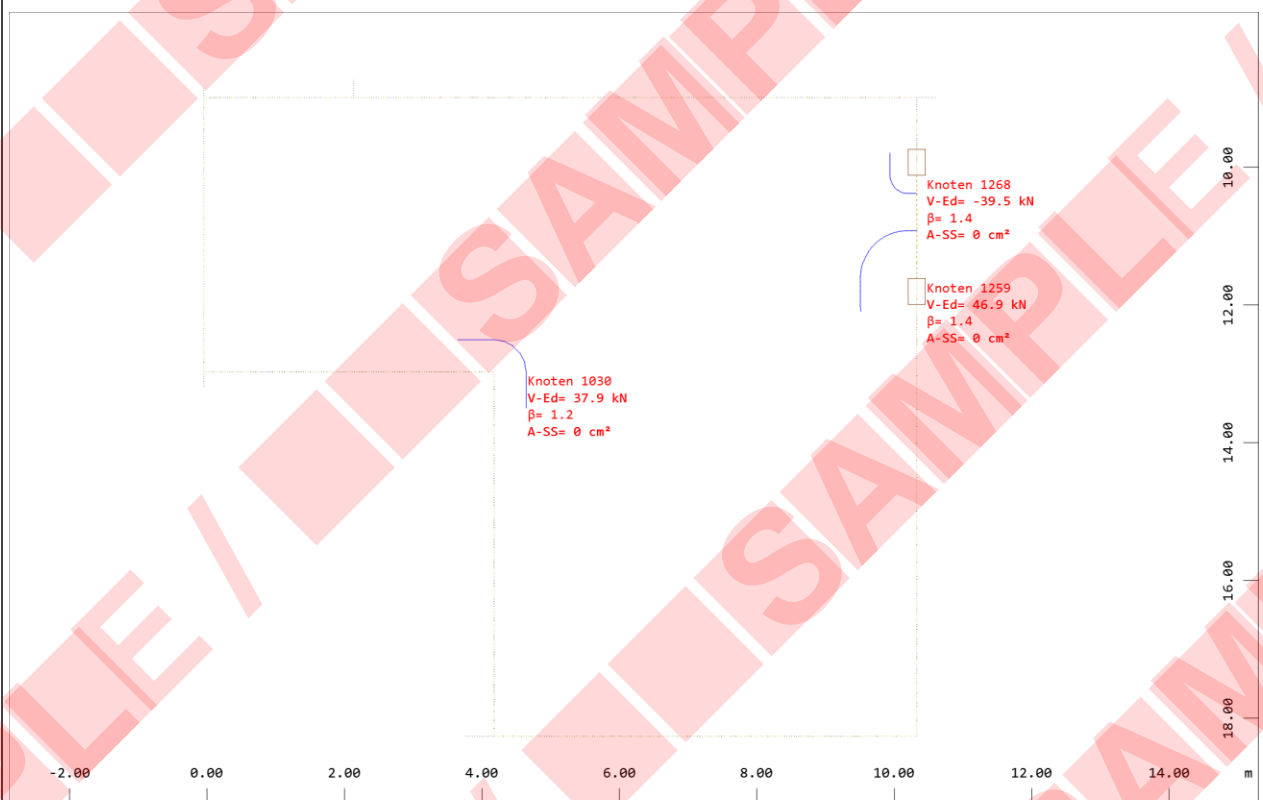 10.00
Knoten 1268
V-Ed= -39.5 kN
β= 1.4
A-SS= 0 cm²
Knoten 1259
V-Ed= 46.9 kN
β= 1.4
A-SS= 0 cm²
12.00
Knoten 1030
V-Ed= 37.9 kN
β= 1.2
A-SS= 0 cm²
14.00
16.00
18.00
-2.00 0.00 2.00 4.00 6.00 8.00 10.00 12.00 14.00 m
SAMPLE /
SAMPLE /